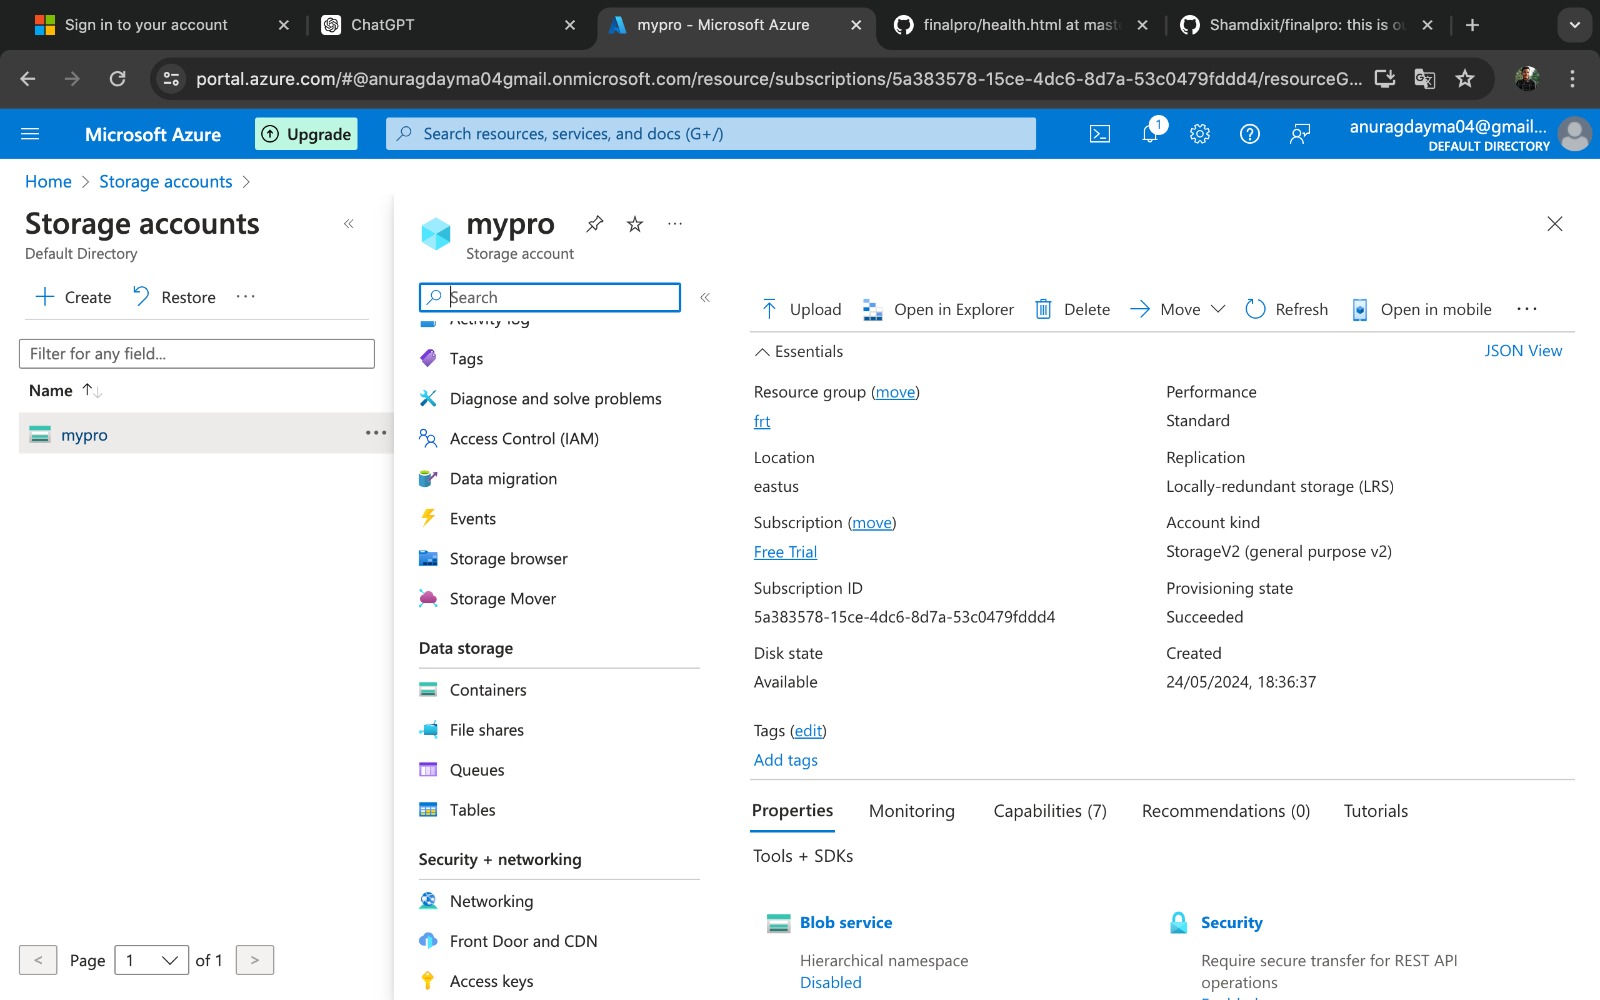 Sign in to your account
ChatGPT
mypro - Microsoft Azure
finalpro/health.html at mast
Shamdixit/finalpro: this is ou
portal.azure.com/#@anuragdayma04gmail.onmicrosoft.com/resource/subscriptions/5a383578-15ce-4dc6-8d7a-53c0479fddd4/resourceG...
Microsoft Azure
Upgrade
Search resources, services, and docs (G+/)
1
anuragdayma04@gmail...
DEFAULT DIRECTORY
Home > Storage accounts >
Storage accounts
Default Directory
Create
Restore
Filter for any field...
Name
mypro
Page 1 of 1
mypro
Storage account
Search
Activity log
Tags
Diagnose and solve problems
Access Control (IAM)
Data migration
Events
Storage browser
Storage Mover
Data storage
Containers
File shares
Queues
Tables
Security + networking
Networking
Front Door and CDN
Access keys
Upload
Open in Explorer
Delete
Move
Refresh
Open in mobile
Essentials
JSON View
Resource group (move)
frt
Location
eastus
Subscription (move)
Free Trial
Subscription ID
5a383578-15ce-4dc6-8d7a-53c0479fddd4
Disk state
Available
Performance
Standard
Replication
Locally-redundant storage (LRS)
Account kind
StorageV2 (general purpose v2)
Provisioning state
Succeeded
Created
24/05/2024, 18:36:37
Tags (edit)
Add tags
Properties
Monitoring
Capabilities (7)
Recommendations (0)
Tutorials
Tools + SDKs
Blob service
Hierarchical namespace
Disabled
Security
Require secure transfer for REST API
operations